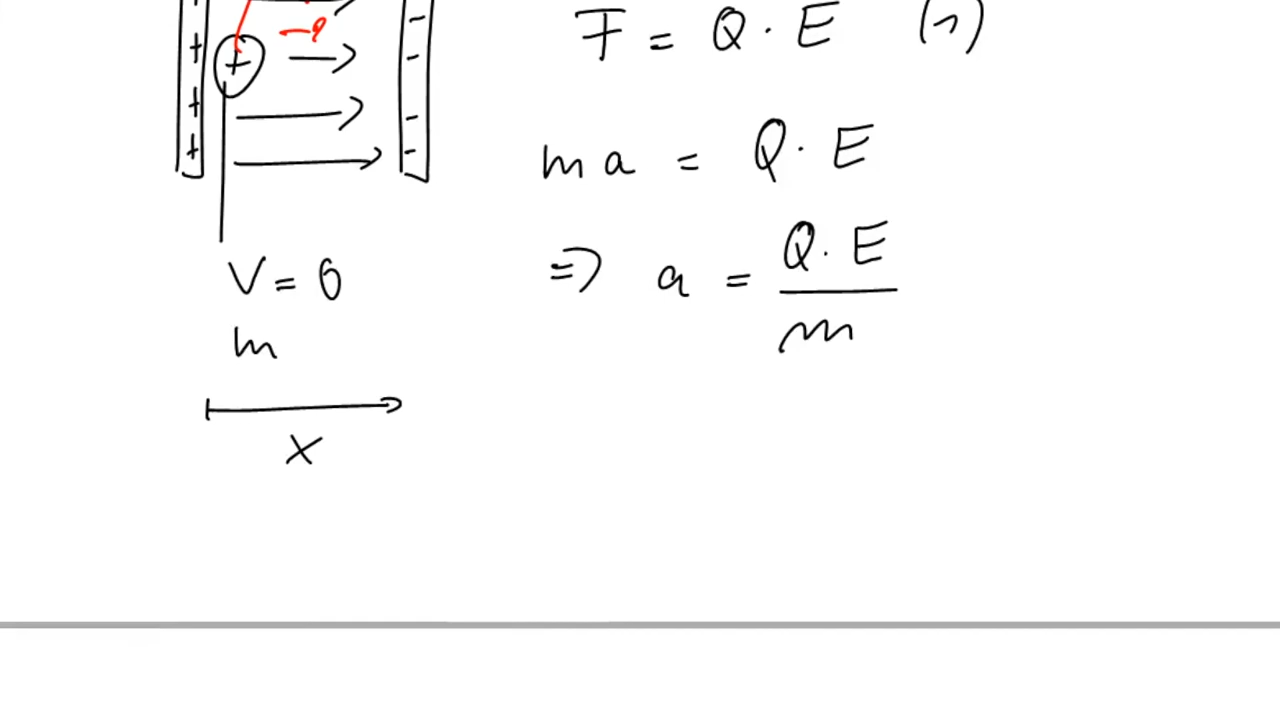 + -
-q
+ + -
F = Q · E (1)
+ -
m a = Q · E
+ -
V = 0
⇒ a = Q · E / m
m
x